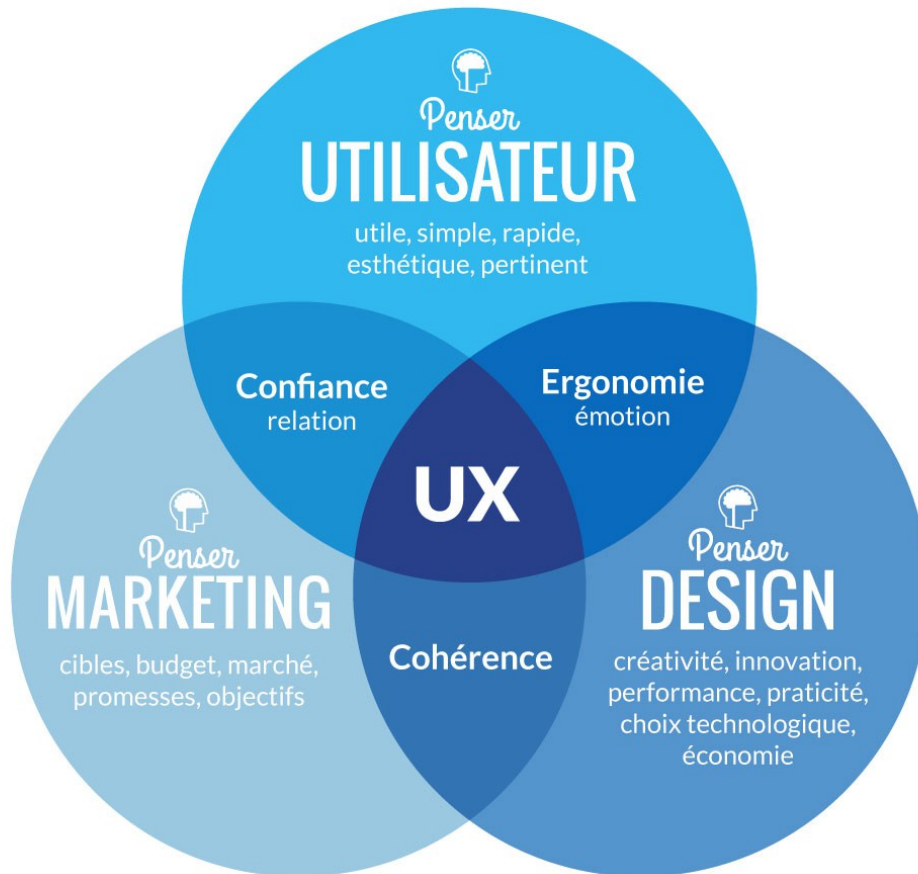 Penser
UTILISATEUR
utile, simple, rapide,
esthétique, pertinent
Confiance
relation
Ergonomie
émotion
UX
Penser
MARKETING
cibles, budget, marché,
promesses, objectifs
Cohérence
Penser
DESIGN
créativité, innovation,
performance, praticité,
choix technologique,
économie